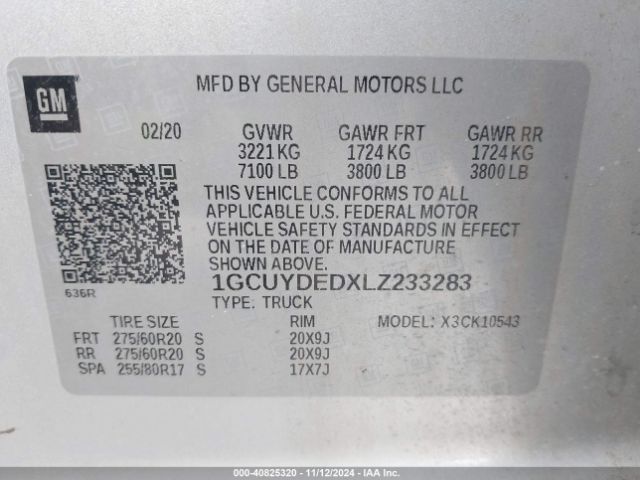 GM
MFD BY GENERAL MOTORS LLC
02/20 GVWR GAWR FRT GAWR RR
3221 KG 1724 KG 1724 KG
7100 LB 3800 LB 3800 LB
THIS VEHICLE CONFORMS TO ALL
APPLICABLE U.S. FEDERAL MOTOR
VEHICLE SAFETY STANDARDS IN EFFECT
ON THE DATE OF MANUFACTURE
SHOWN ABOVE.
636R 1GCUYDEDXLZ233283
TYPE: TRUCK
TIRE SIZE RIM MODEL: X3CK10543
FRT 275/60R20 S 20X9J
RR 275/60R20 S 20X9J
SPA 255/80R17 S 17X7J
000-40825320 - 11/12/2024 - IAA Inc.